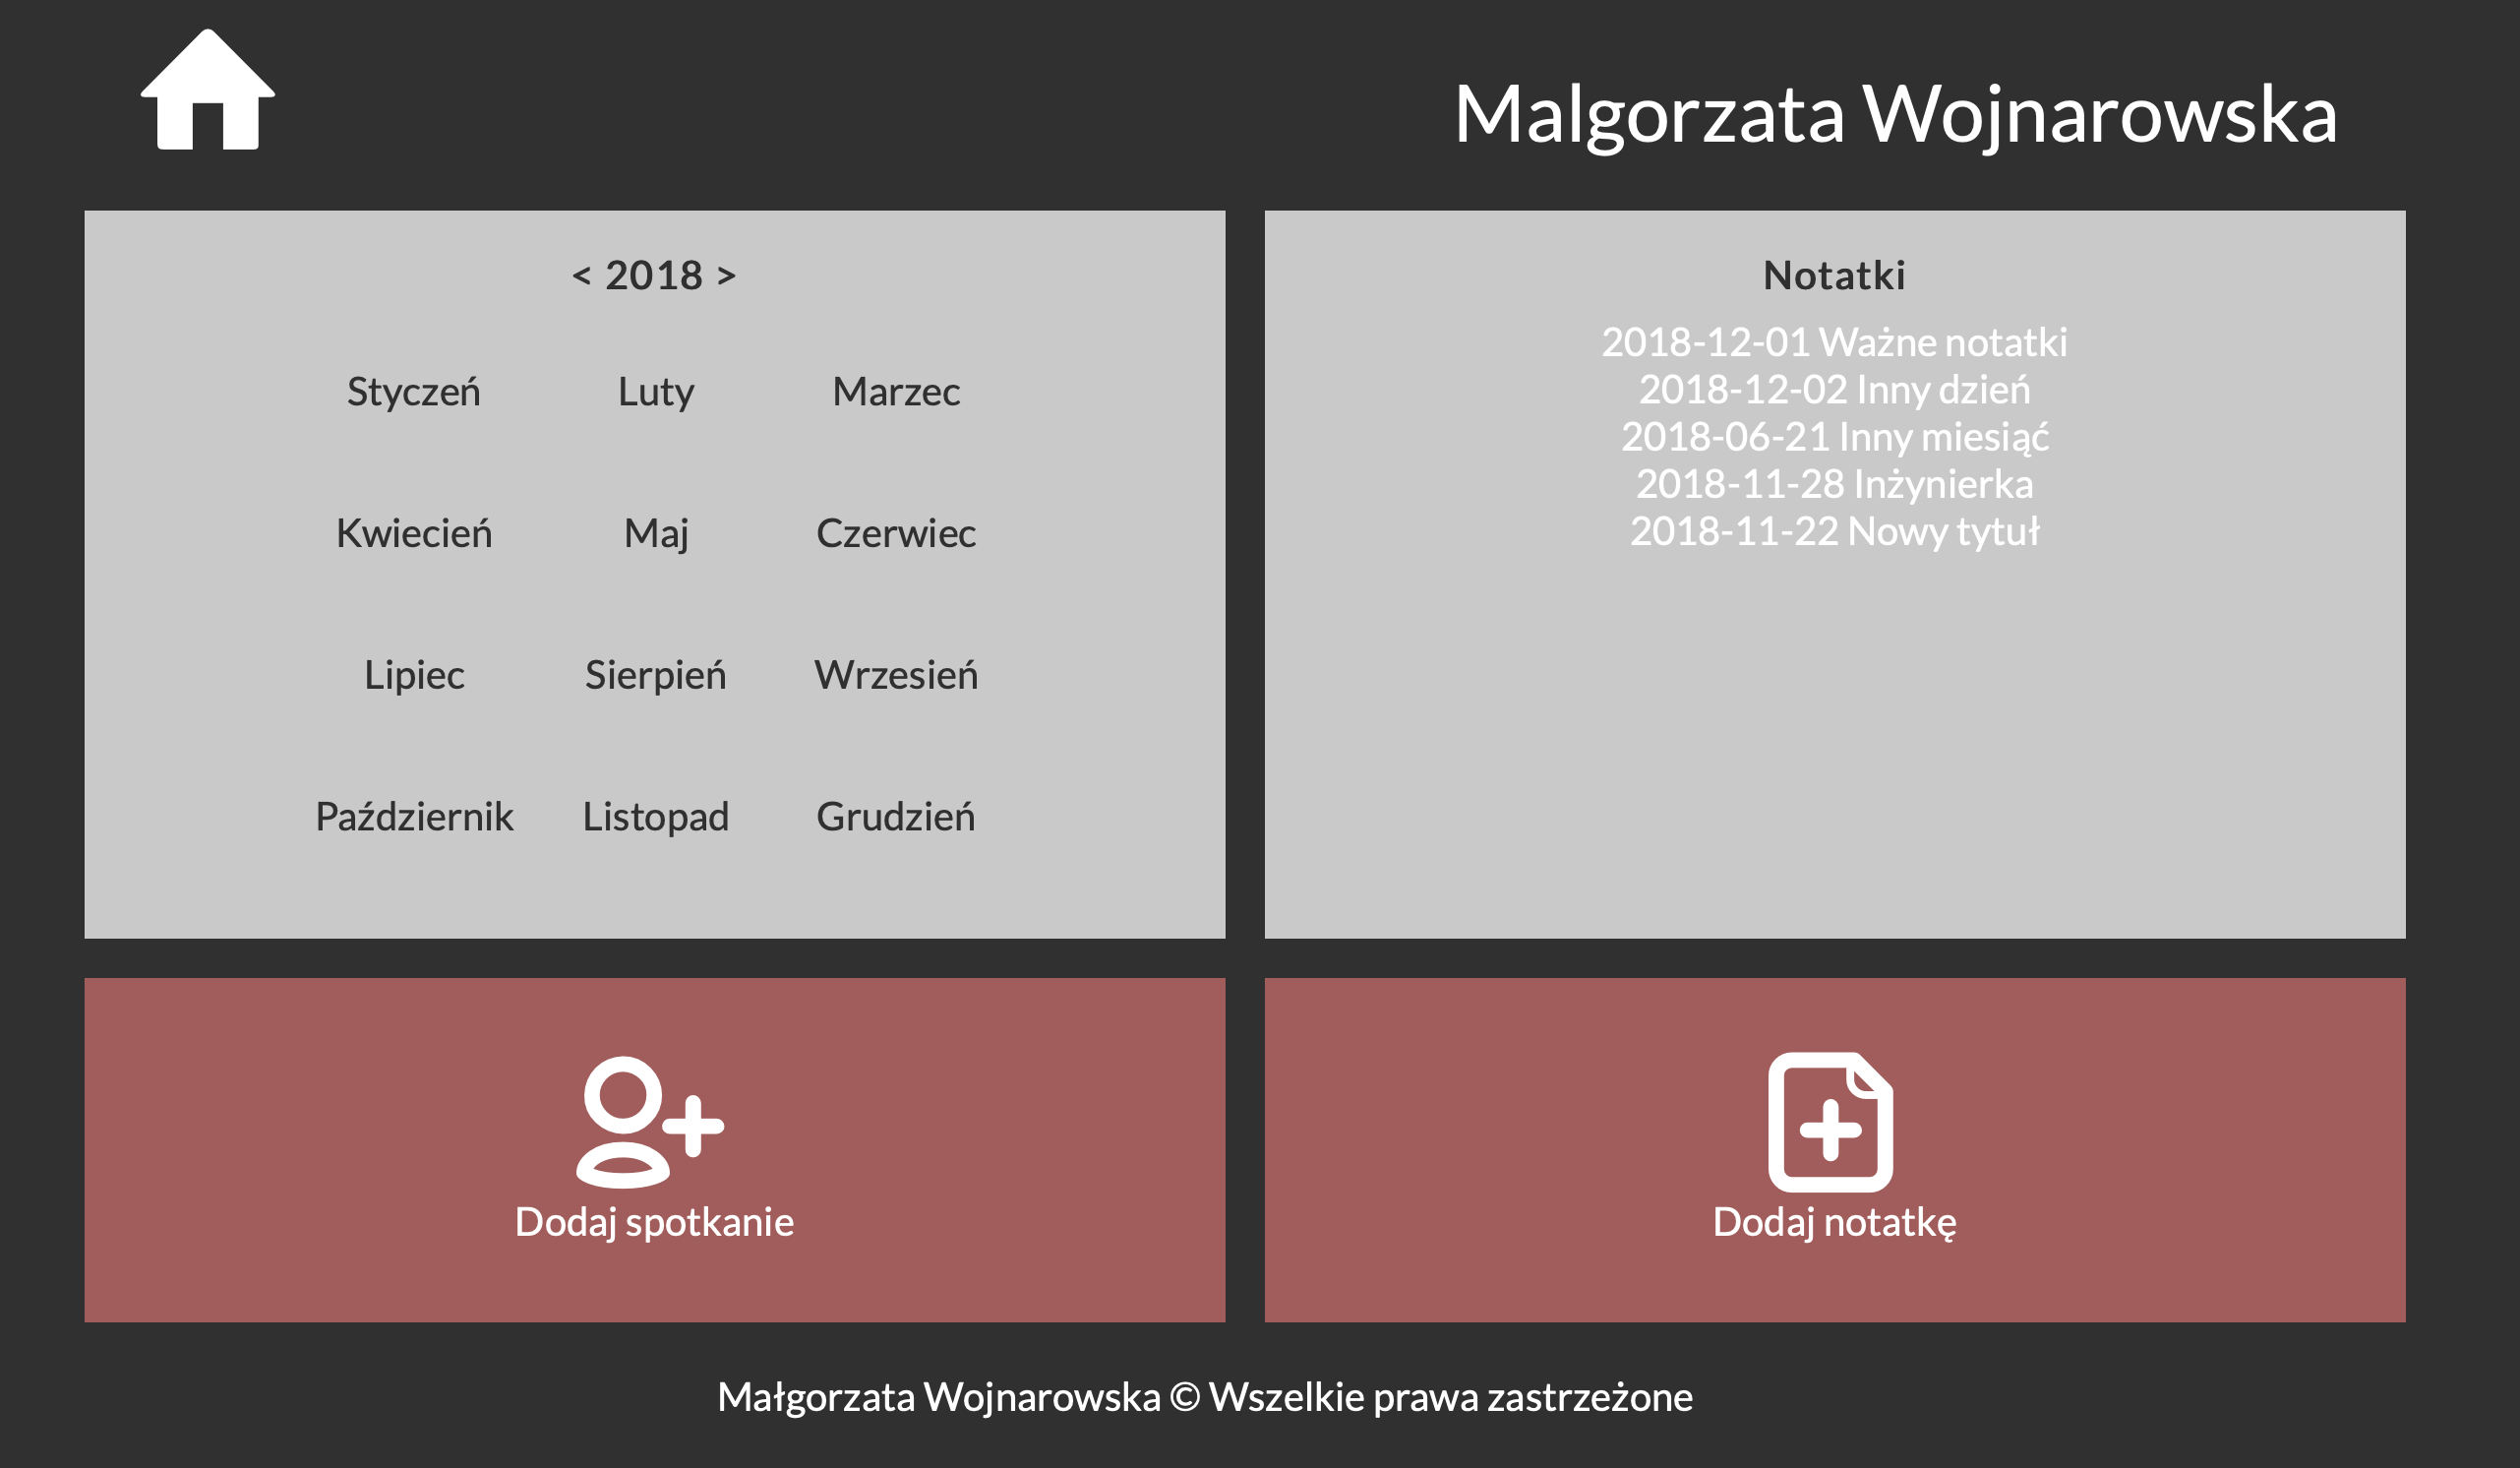 Malgorzata Wojnarowska
< 2018 >
Styczeń Luty Marzec
Kwiecień Maj Czerwiec
Lipiec Sierpień Wrzesień
Październik Listopad Grudzień
Notatki
2018-12-01 Ważne notatki
2018-12-02 Inny dzień
2018-06-21 Inny miesiąć
2018-11-28 Inżynierka
2018-11-22 Nowy tytuł
Dodaj spotkanie
Dodaj notatkę
Małgorzata Wojnarowska © Wszelkie prawa zastrzeżone